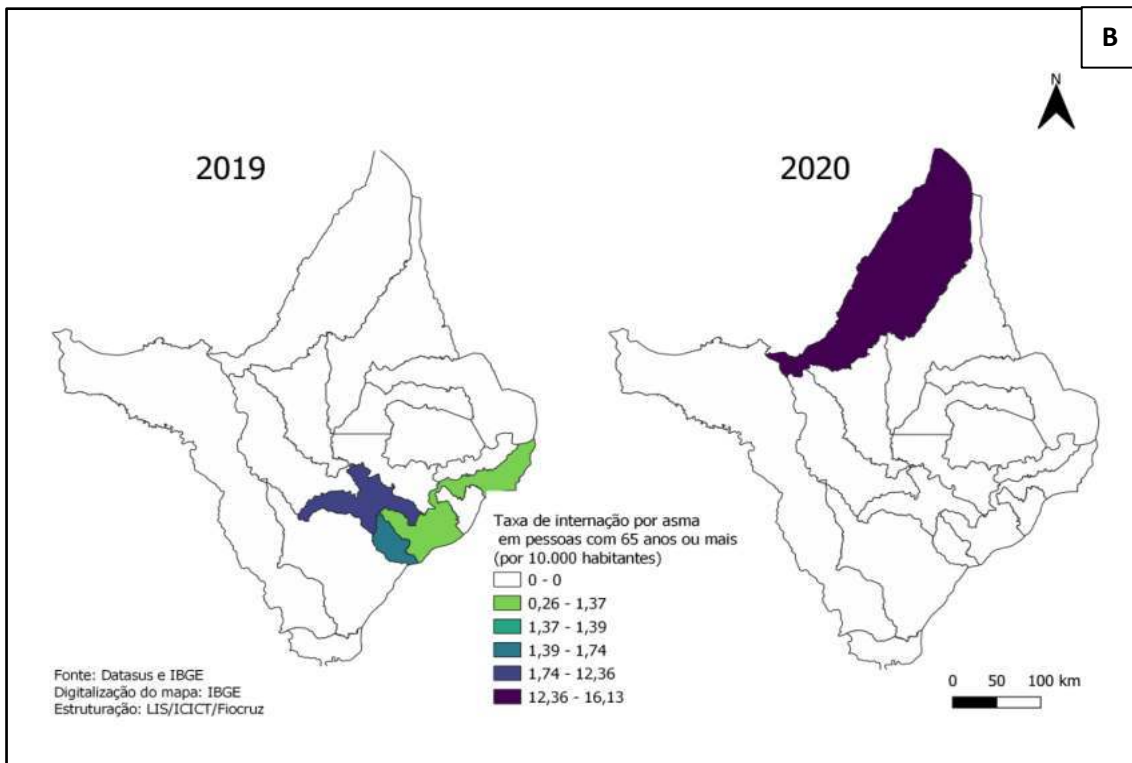 B
N
2019
2020
Taxa de internação por asma
em pessoas com 65 anos ou mais
(por 10.000 habitantes)
0 - 0
0,26 - 1,37
1,37 - 1,39
1,39 - 1,74
1,74 - 12,36
12,36 - 16,13
Fonte: Datasus e IBGE
Digitalização do mapa: IBGE
Estruturação: LIS/ICICT/Fiocruz
0 50 100 km